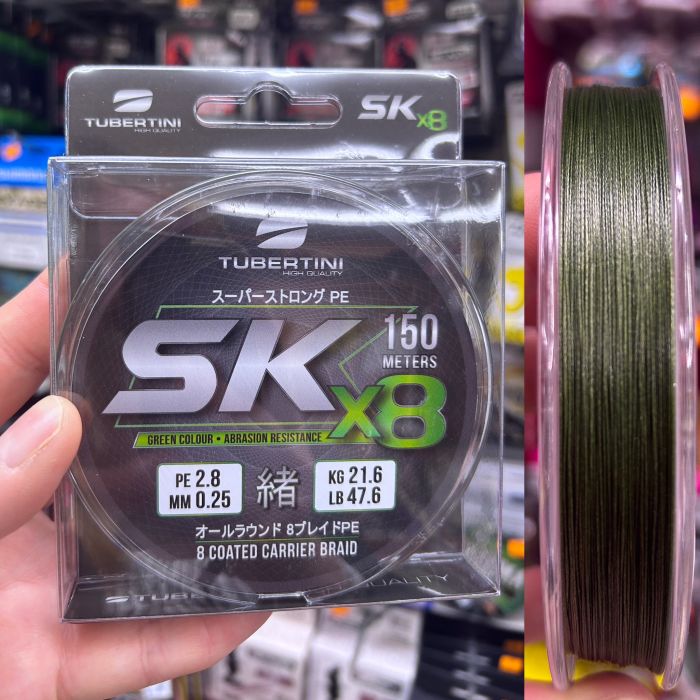 TUBERTINI
HIGH QUALITY
SK x8
TUBERTINI
HIGH QUALITY
スーパーストロング PE
SK x8
150
METERS
GREEN COLOUR • ABRASION RESISTANCE
PE 2.8
MM 0.25
緒
KG 21.6
LB 47.6
オールラウンド 8ブレイドPE
8 COATED CARRIER BRAID